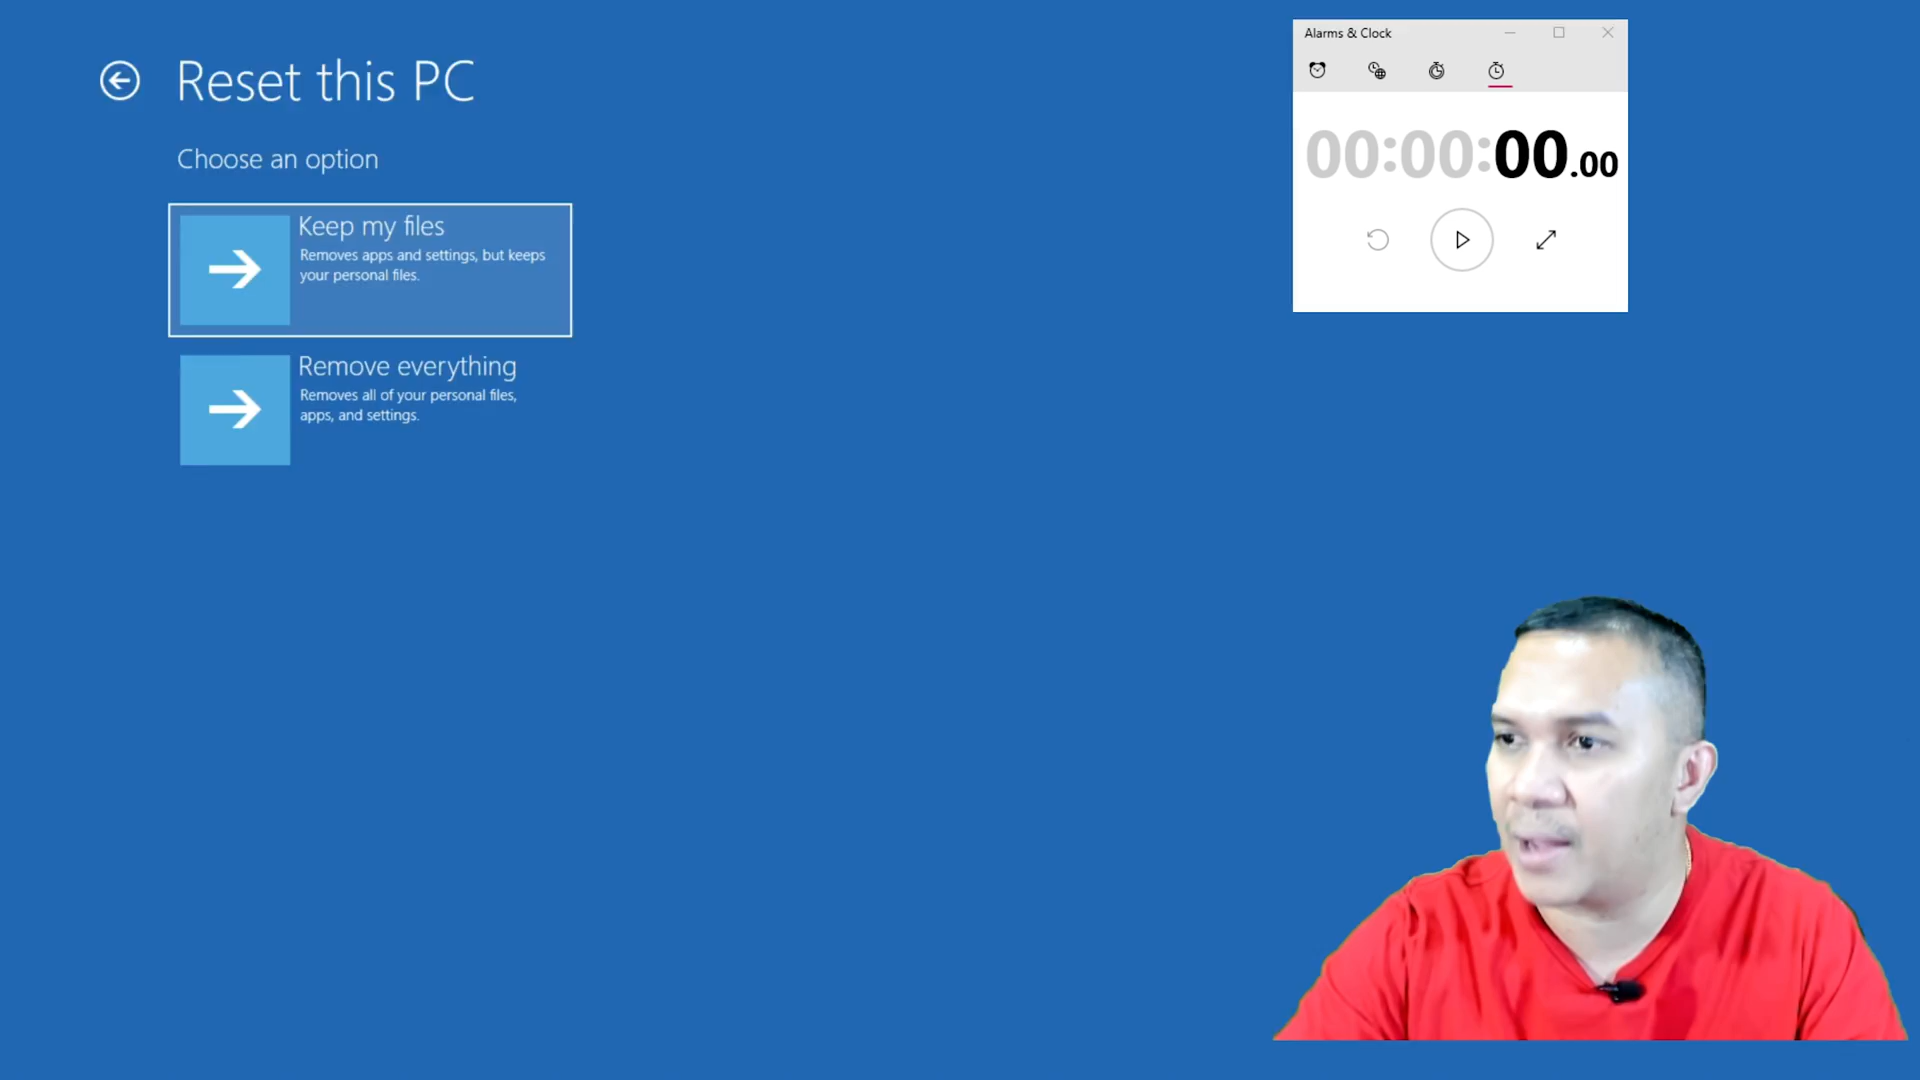 Reset this PC
Choose an option
Keep my files
Removes apps and settings, but keeps
your personal files.
Remove everything
Removes all of your personal files,
apps, and settings.
Alarms & Clock
00:00:00.00